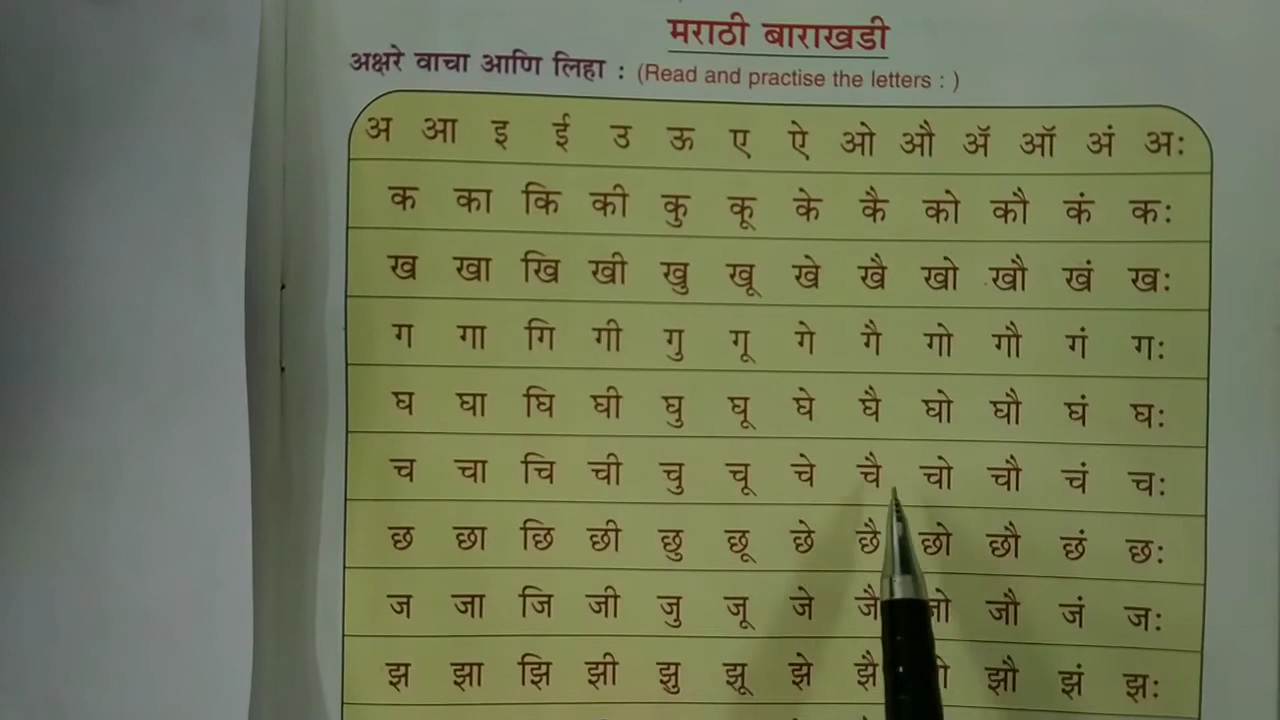 मराठी बाराखडी
अक्षरे वाचा आणि लिहा : (Read and practise the letters : )
अ आ इ ई उ ऊ ए ऐ ओ औ ॲ ऑ अं अः
क का कि की कु कू के कै को कौ कं कः
ख खा खि खी खु खू खे खै खो खौ खं खः
ग गा गि गी गु गू गे गै गो गौ गं गः
घ घा घि घी घु घू घे घै घो घौ घं घः
च चा चि ची चु चू चे चै चो चौ चं चः
छ छा छि छी छु छू छे छै छो छौ छं छः
ज जा जि जी जु जू जे जै जो जौ जं जः
झ झा झि झी झु झू झे झै झौ झं झः